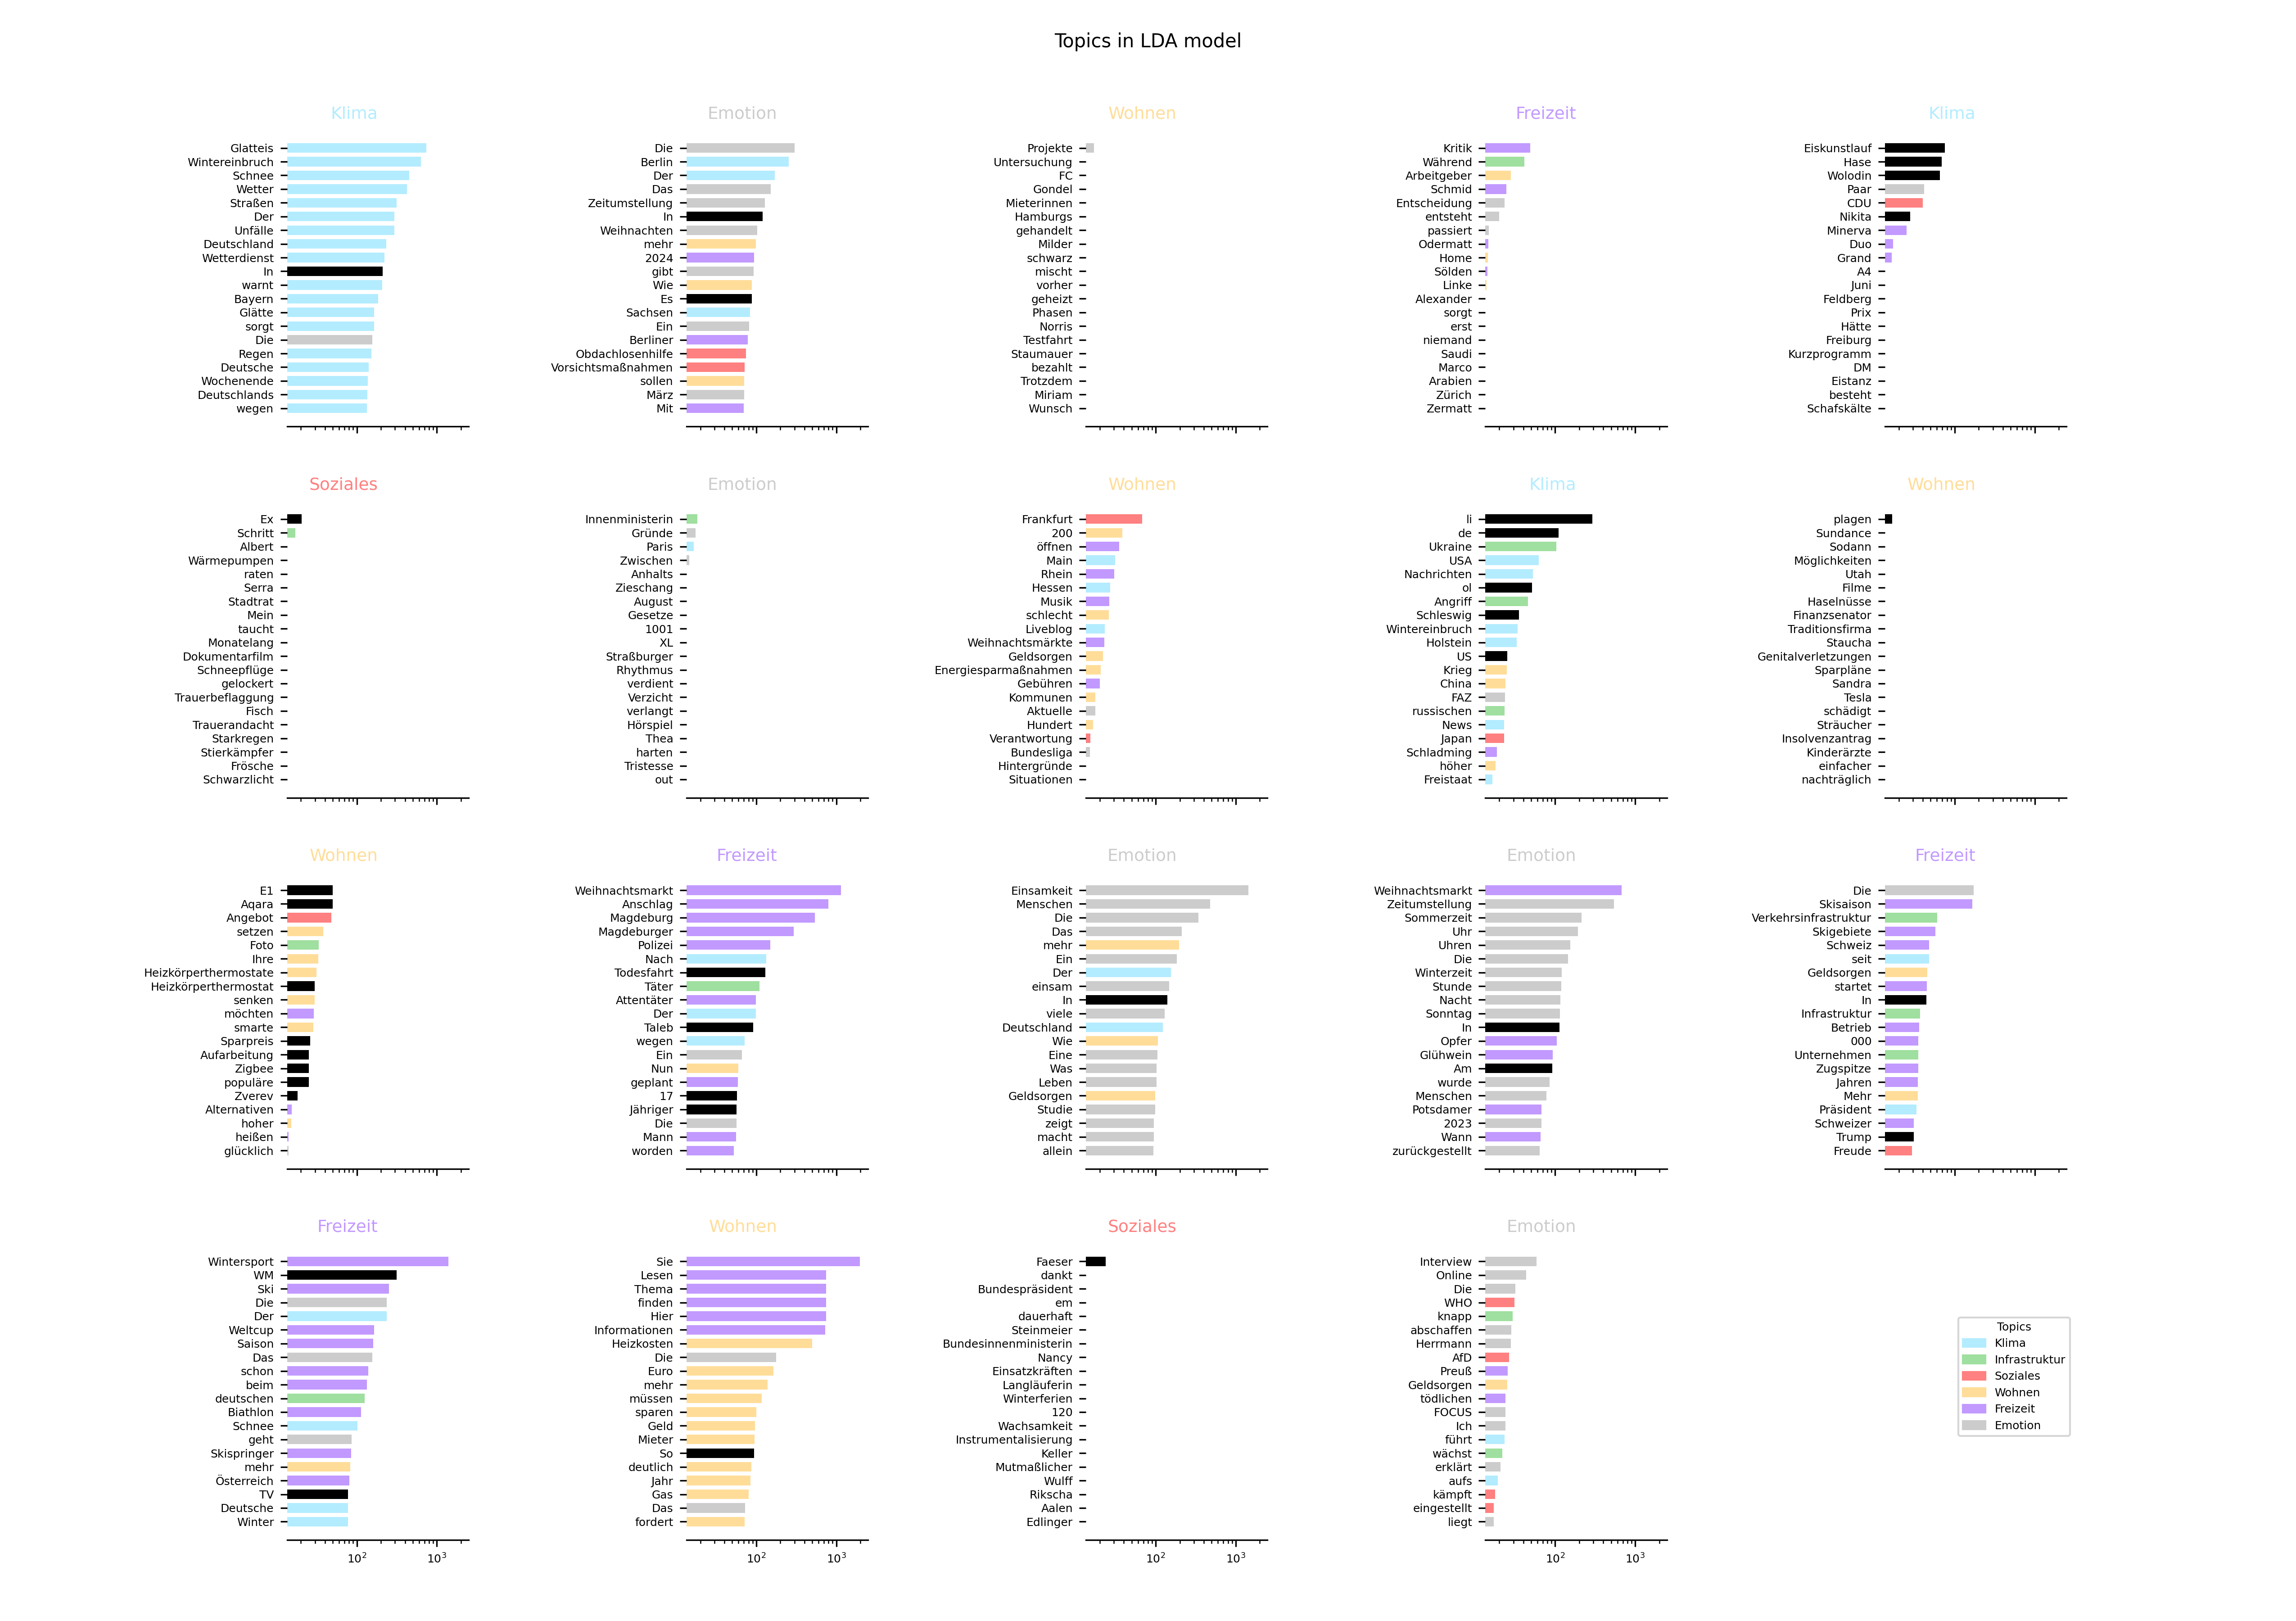 Topics in LDA model
Klima
Glatteis
Wintereinbruch
Schnee
Wetter
Straßen
Der
Unfälle
Deutschland
Wetterdienst
In
warnt
Bayern
Glätte
sorgt
Die
Regen
Deutsche
Wochenende
Deutschlands
wegen
Emotion
Die
Berlin
Der
Das
Zeitumstellung
In
Weihnachten
mehr
2024
gibt
Wie
Es
Sachsen
Ein
Berliner
Obdachlosenhilfe
Vorsichtsmaßnahmen
sollen
März
Mit
Wohnen
Projekte
Untersuchung
FC
Gondel
Mieterinnen
Hamburgs
gehandelt
Milder
schwarz
mischt
vorher
geheizt
Phasen
Norris
Testfahrt
Staumauer
bezahlt
Trotzdem
Miriam
Wunsch
Freizeit
Kritik
Während
Arbeitgeber
Schmid
Entscheidung
entsteht
passiert
Odermatt
Home
Sölden
Linke
Alexander
sorgt
erst
niemand
Saudi
Marco
Arabien
Zürich
Zermatt
Klima
Eiskunstlauf
Hase
Wolodin
Paar
CDU
Nikita
Minerva
Duo
Grand
A4
Juni
Feldberg
Prix
Hätte
Freiburg
Kurzprogramm
DM
Eistanz
besteht
Schafskälte
Soziales
Ex
Schritt
Albert
Wärmepumpen
raten
Serra
Stadtrat
Mein
taucht
Monatelang
Dokumentarfilm
Schneepflüge
gelockert
Trauerbeflaggung
Fisch
Trauerandacht
Starkregen
Stierkämpfer
Frösche
Schwarzlicht
Emotion
Innenministerin
Gründe
Paris
Zwischen
Anhalts
Zieschang
August
Gesetze
1001
XL
Straßburger
Rhythmus
verdient
Verzicht
verlangt
Hörspiel
Thea
harten
Tristesse
out
Wohnen
Frankfurt
200
öffnen
Main
Rhein
Hessen
Musik
schlecht
Liveblog
Weihnachtsmärkte
Geldsorgen
Energiesparmaßnahmen
Gebühren
Kommunen
Aktuelle
Hundert
Verantwortung
Bundesliga
Hintergründe
Situationen
Klima
li
de
Ukraine
USA
Nachrichten
ol
Angriff
Schleswig
Wintereinbruch
Holstein
US
Krieg
China
FAZ
russischen
News
Japan
Schladming
höher
Freistaat
Wohnen
plagen
Sundance
Sodann
Möglichkeiten
Utah
Filme
Haselnüsse
Finanzsenator
Traditionsfirma
Staucha
Genitalverletzungen
Sparpläne
Sandra
Tesla
schädigt
Sträucher
Insolvenzantrag
Kinderärzte
einfacher
nachträglich
Wohnen
E1
Aqara
Angebot
setzen
Foto
Ihre
Heizkörperthermostate
Heizkörperthermostat
senken
möchten
smarte
Sparpreis
Aufarbeitung
Zigbee
populäre
Zverev
Alternativen
hoher
heißen
glücklich
Freizeit
Weihnachtsmarkt
Anschlag
Magdeburg
Magdeburger
Polizei
Nach
Todesfahrt
Täter
Attentäter
Der
Taleb
wegen
Ein
Nun
geplant
17
Jähriger
Die
Mann
worden
Emotion
Einsamkeit
Menschen
Die
Das
mehr
Ein
Der
einsam
In
viele
Deutschland
Wie
Eine
Was
Leben
Geldsorgen
Studie
zeigt
macht
allein
Emotion
Weihnachtsmarkt
Zeitumstellung
Sommerzeit
Uhr
Uhren
Die
Winterzeit
Stunde
Nacht
Sonntag
In
Opfer
Glühwein
Am
wurde
Menschen
Potsdamer
2023
Wann
zurückgestellt
Freizeit
Die
Skisaison
Verkehrsinfrastruktur
Skigebiete
Schweiz
seit
Geldsorgen
startet
In
Infrastruktur
Betrieb
000
Unternehmen
Zugspitze
Jahren
Mehr
Präsident
Schweizer
Trump
Freude
Freizeit
Wintersport
WM
Ski
Die
Der
Weltcup
Saison
Das
schon
beim
deutschen
Biathlon
Schnee
geht
Skispringer
mehr
Österreich
TV
Deutsche
Winter
10² 10³
Wohnen
Sie
Lesen
Thema
finden
Hier
Informationen
Heizkosten
Die
Euro
mehr
müssen
sparen
Geld
Mieter
So
deutlich
Jahr
Gas
Das
fordert
10² 10³
Soziales
Faeser
dankt
Bundespräsident
em
dauerhaft
Steinmeier
Bundesinnenministerin
Nancy
Einsatzkräften
Langläuferin
Winterferien
120
Wachsamkeit
Instrumentalisierung
Keller
Mutmaßlicher
Wulff
Rikscha
Aalen
Edlinger
10² 10³
Emotion
Interview
Online
Die
WHO
knapp
abschaffen
Herrmann
AfD
Preuß
Geldsorgen
tödlichen
FOCUS
Ich
führt
wächst
erklärt
aufs
kämpft
eingestellt
liegt
10² 10³
Topics
Klima
Infrastruktur
Soziales
Wohnen
Freizeit
Emotion